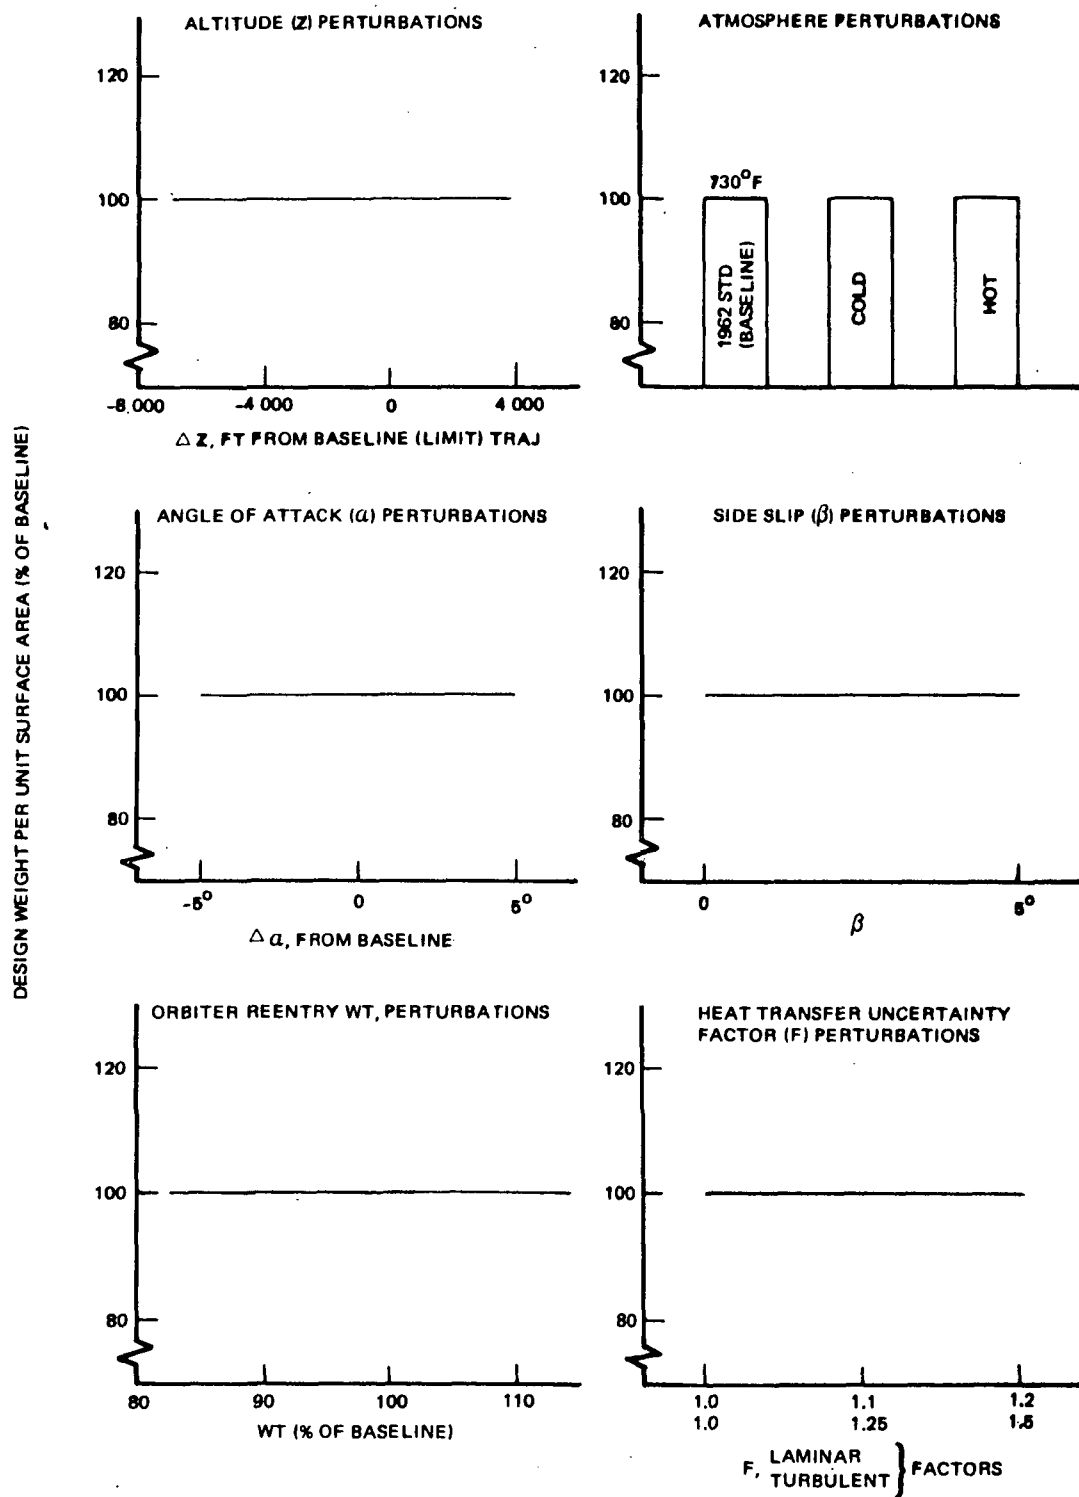 DESIGN WEIGHT PER UNIT SURFACE AREA (% OF BASELINE)
ALTITUDE (Z) PERTURBATIONS
120
100
80
-8 000 -4 000 0 4 000
△ Z, FT FROM BASELINE (LIMIT) TRAJ
ATMOSPHERE PERTURBATIONS
120
100
80
730°F
1962 STD
(BASELINE)
COLD
HOT
ANGLE OF ATTACK (α) PERTURBATIONS
120
100
80
-5° 0 5°
△ α, FROM BASELINE
SIDE SLIP (β) PERTURBATIONS
120
100
80
0 5°
β
ORBITER REENTRY WT, PERTURBATIONS
120
100
80
80 90 100 110
WT (% OF BASELINE)
HEAT TRANSFER UNCERTAINTY
FACTOR (F) PERTURBATIONS
120
100
80
1.0 1.1 1.2
1.0 1.25 1.5
F, LAMINAR
TURBULENT } FACTORS